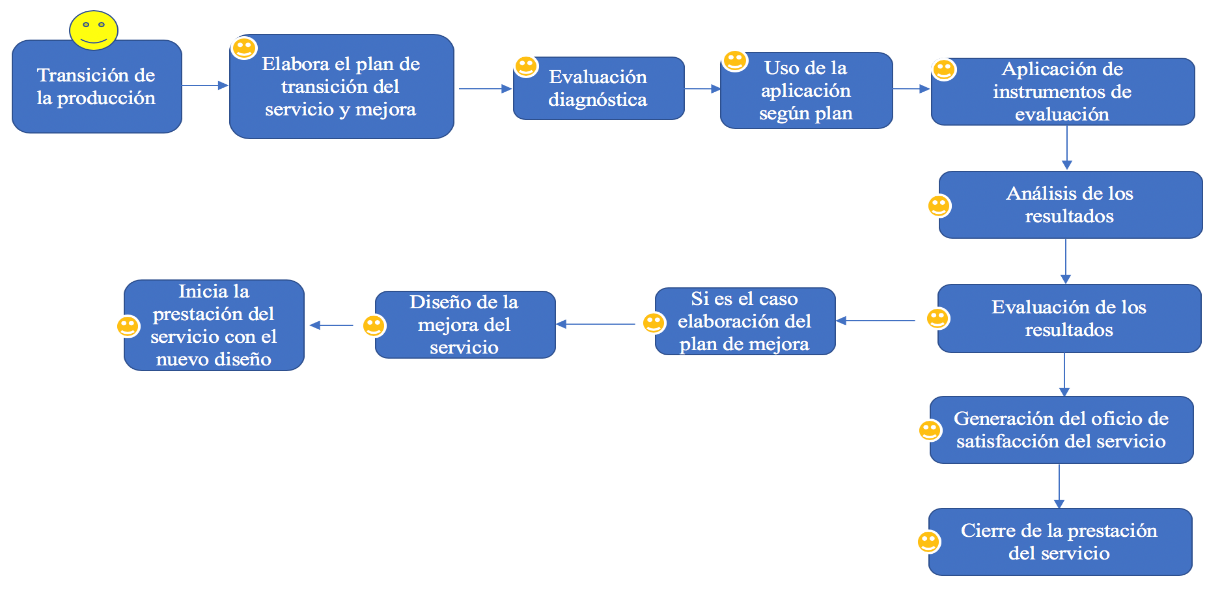 Transición de
la producción
Elabora el plan de
transición del
servicio y mejora
Evaluación
diagnóstica
Uso de la
aplicación
según plan
Aplicación de
instrumentos de
evaluación
Análisis de los
resultados
Evaluación de los
resultados
Si es el caso
elaboración del
plan de mejora
Diseño de la
mejora del
servicio
Inicia la
prestación del
servicio con el
nuevo diseño
Generación del oficio de
satisfacción del servicio
Cierre de la prestación
del servicio